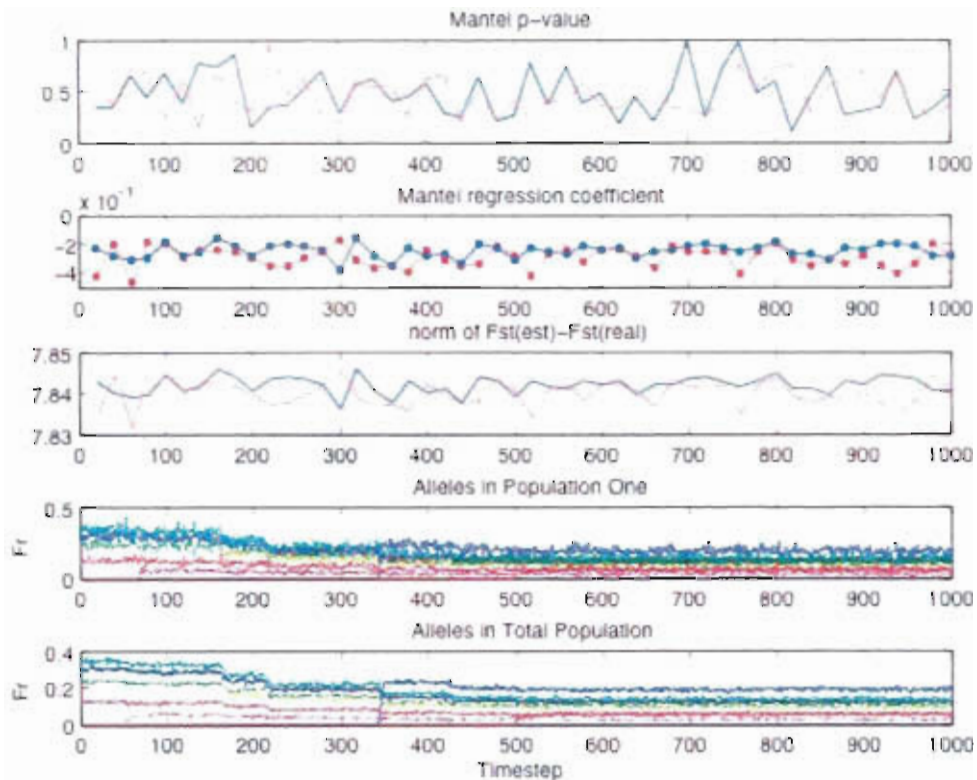 Mantel p-value
1
0.5
0
0 100 200 300 400 500 600 700 800 900 1000
Mantel regression coefficient
x 10⁻¹
0
−2
−4
0 100 200 300 400 500 600 700 800 900 1000
norm of Fst(est)−Fst(real)
7.85
7.84
7.83
0 100 200 300 400 500 600 700 800 900 1000
Alleles in Population One
0.5
Fr
0
0 100 200 300 400 500 600 700 800 900 1000
Alleles in Total Population
0.4
Fr
0.2
0
0 100 200 300 400 500 600 700 800 900 1000
Timestep